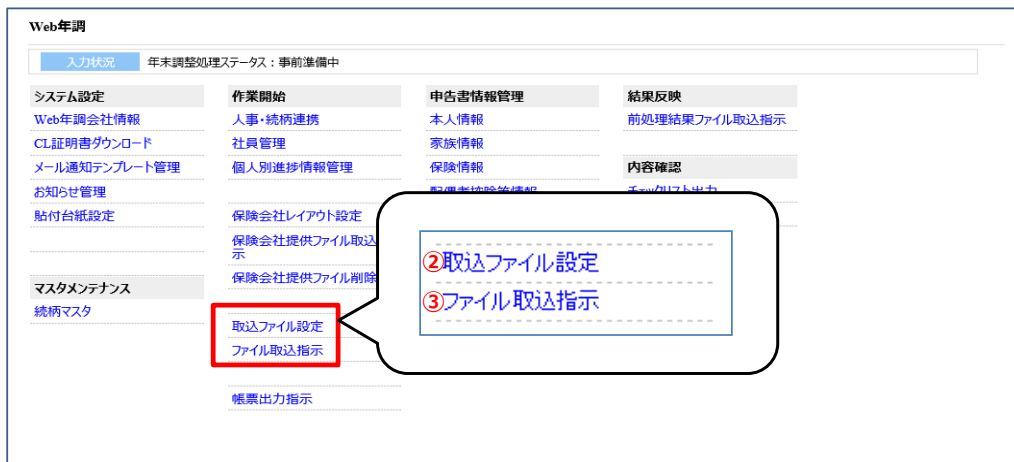 Web年調
入力状況 年末調整処理ステータス：事前準備中
システム設定
Web年調会社情報
CL証明書ダウンロード
メール通知テンプレート管理
お知らせ管理
貼付台紙設定
マスタメンテナンス
続柄マスタ
作業開始
人事・続柄連携
社員管理
個人別進捗情報管理
保険会社レイアウト設定
保険会社提供ファイル取込
示
保険会社提供ファイル削除
取込ファイル設定
ファイル取込指示
帳票出力指示
申告書情報管理
本人情報
家族情報
保険情報
結果反映
前処理結果ファイル取込指示
内容確認
②取込ファイル設定
③ファイル取込指示